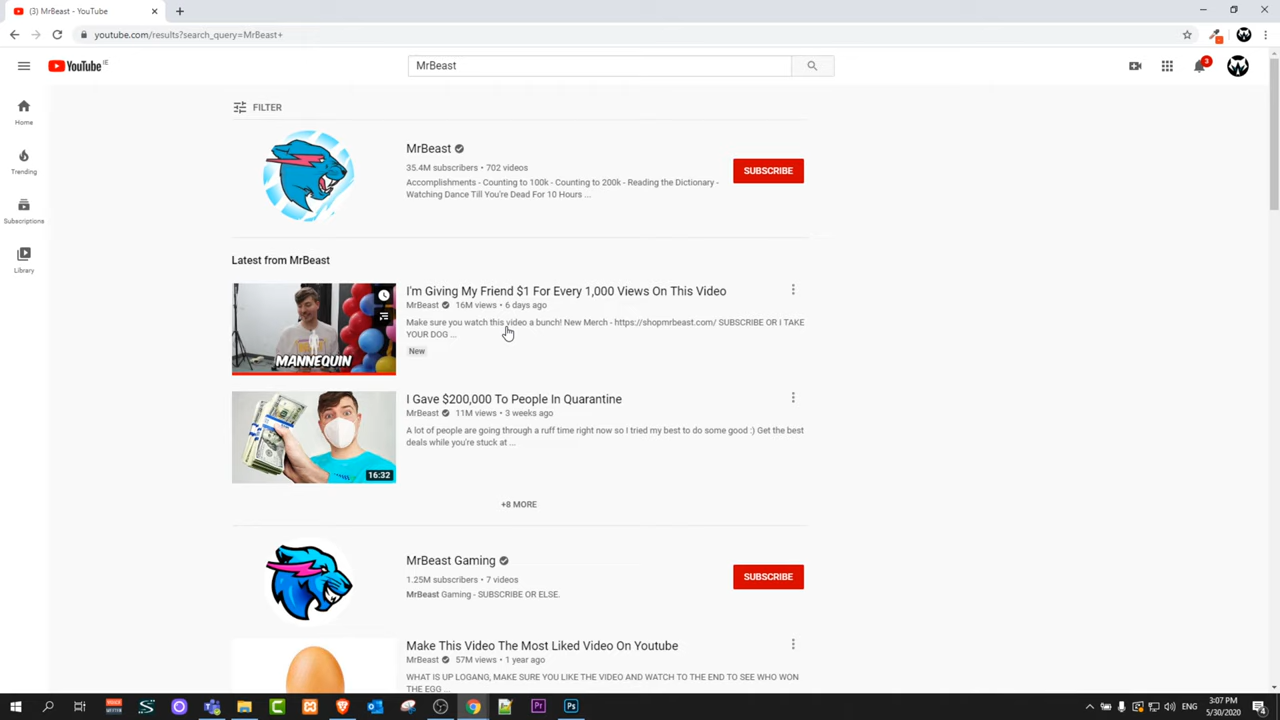 (3) MrBeast - YouTube
youtube.com/results?search_query=MrBeast+
YouTube IE
MrBeast
3
Home
Trending
Subscriptions
Library
FILTER
MrBeast
35.4M subscribers • 702 videos
Accomplishments - Counting to 100k - Counting to 200k - Reading the Dictionary -
Watching Dance Till You're Dead For 10 Hours ...
SUBSCRIBE
Latest from MrBeast
MANNEQUIN
I'm Giving My Friend $1 For Every 1,000 Views On This Video
MrBeast 16M views • 6 days ago
Make sure you watch this video a bunch! New Merch - https://shopmrbeast.com/ SUBSCRIBE OR I TAKE
YOUR DOG ...
New
16:32
I Gave $200,000 To People In Quarantine
MrBeast 11M views • 3 weeks ago
A lot of people are going through a ruff time right now so I tried my best to do some good :) Get the best
deals while you're stuck at ...
+8 MORE
MrBeast Gaming
1.25M subscribers • 7 videos
MrBeast Gaming - SUBSCRIBE OR ELSE.
SUBSCRIBE
Make This Video The Most Liked Video On Youtube
MrBeast 57M views • 1 year ago
WHAT IS UP LOGANG, MAKE SURE YOU LIKE THE VIDEO AND WATCH TO THE END TO SEE WHO WON
THE EGG ...
Pr
Ps
ENG
3:07 PM
5/30/2020
4